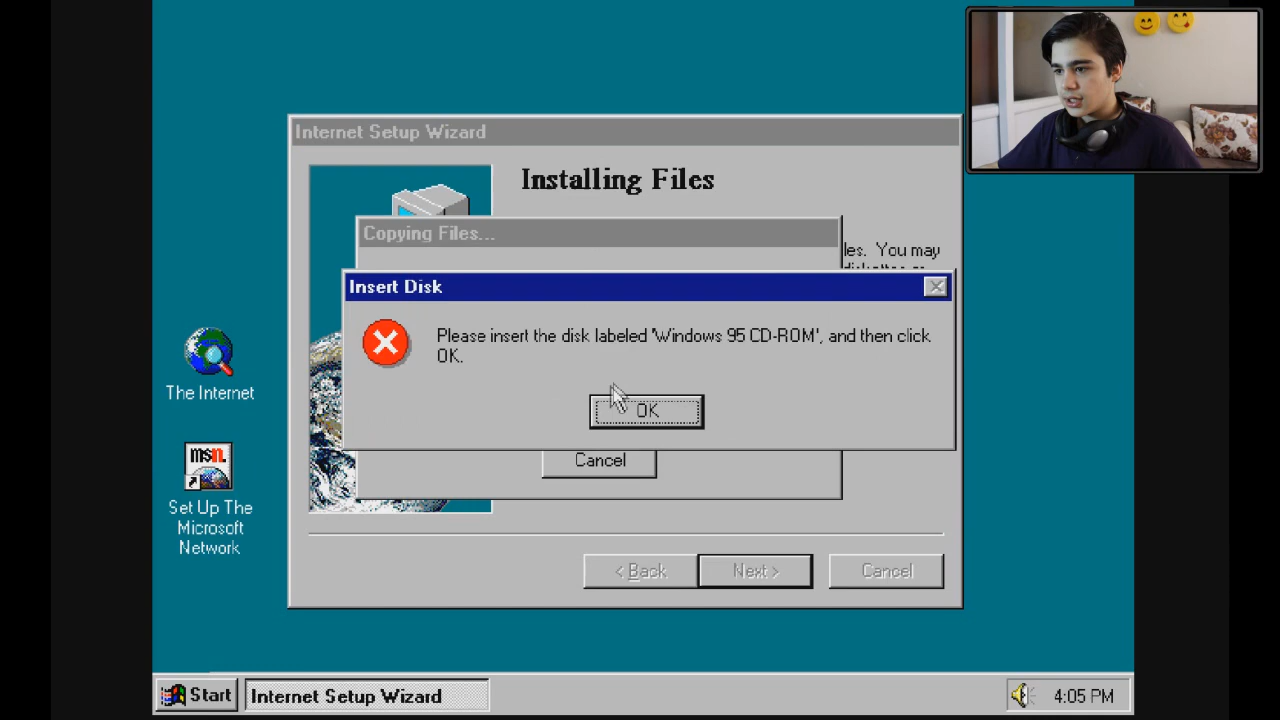 Internet Setup Wizard
Installing Files
Copying Files...
les. You may
Insert Disk
Please insert the disk labeled 'Windows 95 CD-ROM', and then click
OK.
OK
Cancel
The Internet
msn.
Set Up The
Microsoft
Network
< Back
Next >
Cancel
Start
Internet Setup Wizard
4:05 PM